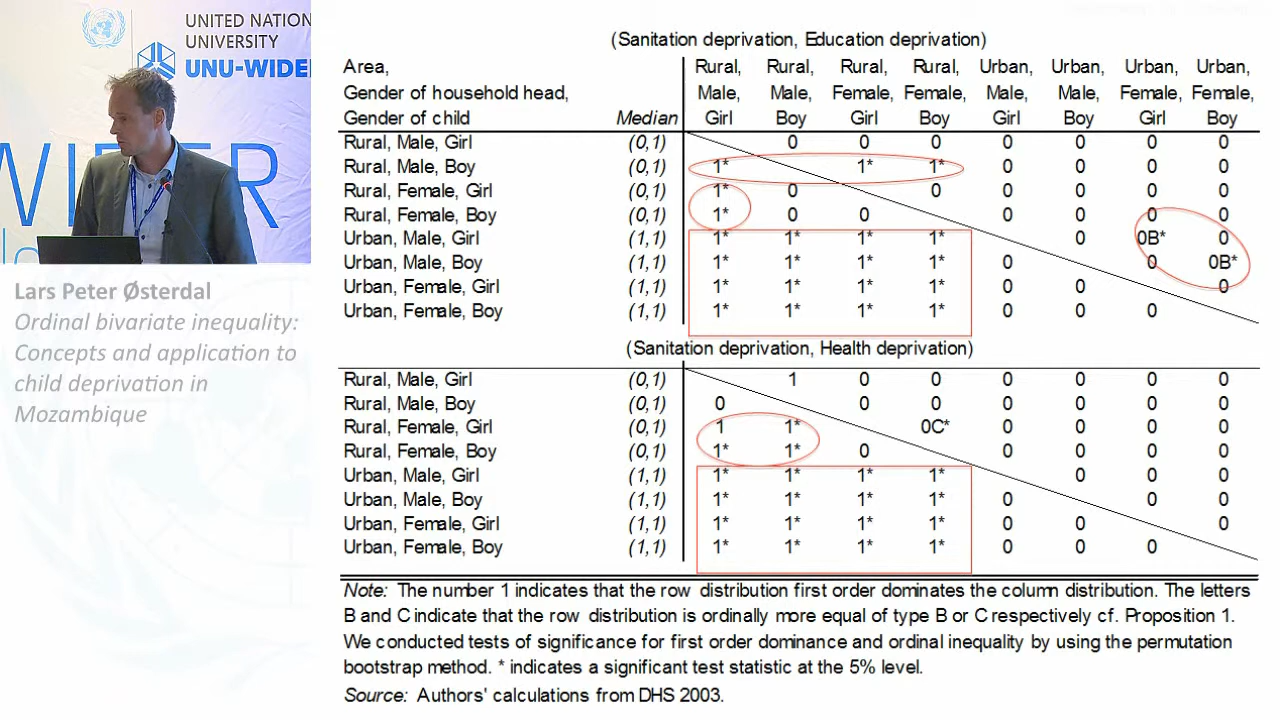 UNITED NATION
UNIVERSITY
UNU-WIDE
WIDER
Lars Peter Østerdal
Ordinal bivariate inequality:
Concepts and application to
child deprivation in
Mozambique
(Sanitation deprivation, Education deprivation)
Area, Rural, Rural, Rural, Rural, Urban, Urban, Urban, Urban,
Gender of household head, Male, Male, Female, Female, Male, Male, Female, Female,
Gender of child Median Girl Boy Girl Boy Girl Boy Girl Boy
Rural, Male, Girl (0,1) 0 0 0 0 0 0 0
Rural, Male, Boy (0,1) 1* 1* 1* 0 0 0 0
Rural, Female, Girl (0,1) 1* 0 0 0 0 0 0
Rural, Female, Boy (0,1) 1* 0 0 0 0 0 0
Urban, Male, Girl (1,1) 1* 1* 1* 1* 0 0B* 0
Urban, Male, Boy (1,1) 1* 1* 1* 1* 0 0 0B*
Urban, Female, Girl (1,1) 1* 1* 1* 1* 0 0 0
Urban, Female, Boy (1,1) 1* 1* 1* 1* 0 0 0
(Sanitation deprivation, Health deprivation)
Rural, Male, Girl (0,1) 1 0 0 0 0 0 0
Rural, Male, Boy (0,1) 0 0 0 0 0 0 0
Rural, Female, Girl (0,1) 1 1* 0C* 0 0 0 0
Rural, Female, Boy (0,1) 1* 1* 0 0 0 0 0
Urban, Male, Girl (1,1) 1* 1* 1* 1* 0 0 0
Urban, Male, Boy (1,1) 1* 1* 1* 1* 0 0 0
Urban, Female, Girl (1,1) 1* 1* 1* 1* 0 0 0
Urban, Female, Boy (1,1) 1* 1* 1* 1* 0 0 0
Note: The number 1 indicates that the row distribution first order dominates the column distribution. The letters
B and C indicate that the row distribution is ordinally more equal of type B or C respectively cf. Proposition 1.
We conducted tests of significance for first order dominance and ordinal inequality by using the permutation
bootstrap method. * indicates a significant test statistic at the 5% level.
Source: Authors' calculations from DHS 2003.